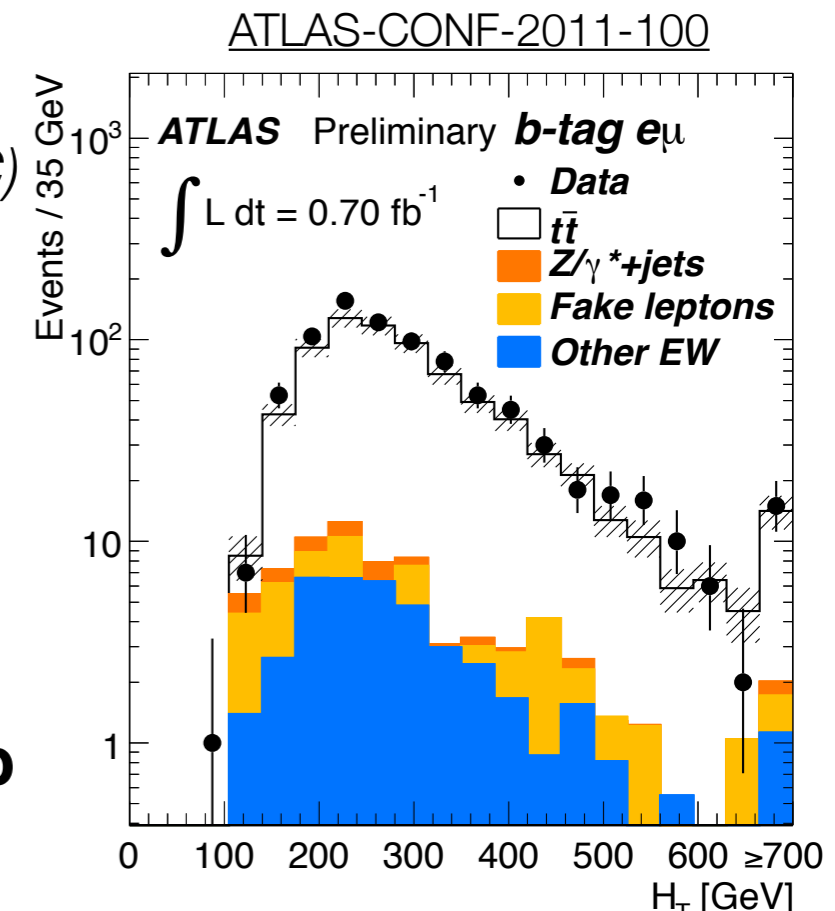 ATLAS-CONF-2011-100
Events / 35 GeV
10³
10²
10
1
ATLAS Preliminary b-tag eμ
∫ L dt = 0.70 fb⁻¹
Data
tt̄
Z/γ*+jets
Fake leptons
Other EW
0 100 200 300 400 500 600 ≥700
H_T [GeV]